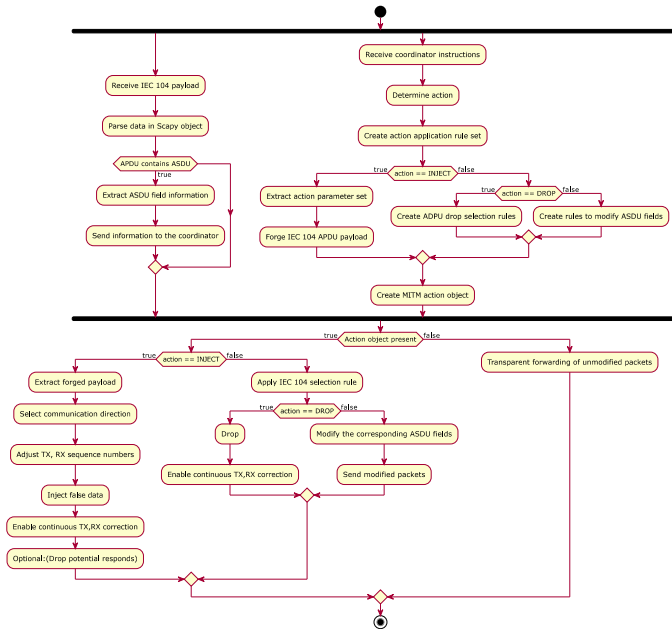 Receive coordinator instructions
Receive IEC 104 payload
Determine action
Parse data in Scapy object
Create action application rule set
APDU contains ASDU
true
true
action == INJECT
false
Extract ASDU field information
Extract action parameter set
true
action == DROP
false
Create ADPU drop selection rules
Create rules to modify ASDU fields
Send information to the coordinator
Forge IEC 104 APDU payload
Create MITM action object
true
Action object present
false
true
action == INJECT
false
Transparent forwarding of unmodified packets
Extract forged payload
Apply IEC 104 selection rule
Select communication direction
true
action == DROP
false
Drop
Modify the corresponding ASDU fields
Adjust TX, RX sequence numbers
Enable continuous TX,RX correction
Send modified packets
Inject false data
Enable continuous TX,RX correction
Optional:(Drop potential responds)